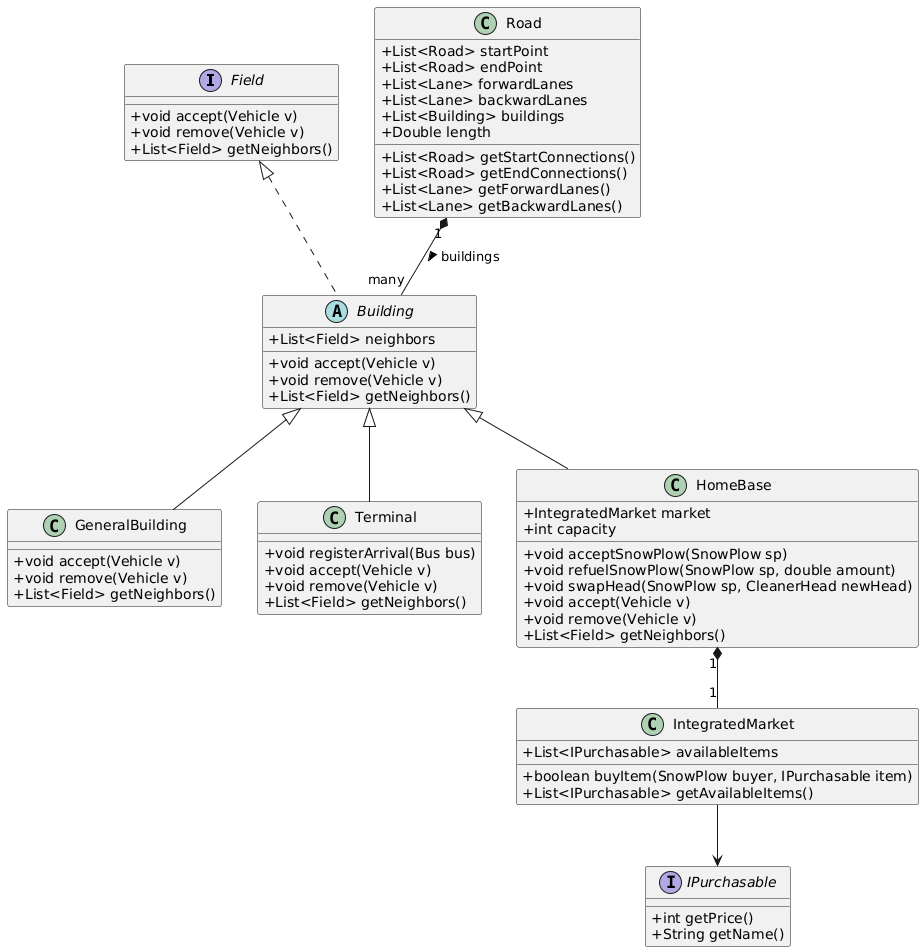 Road
+List<Road> startPoint
+List<Road> endPoint
+List<Lane> forwardLanes
+List<Lane> backwardLanes
+List<Building> buildings
+Double length
+List<Road> getStartConnections()
+List<Road> getEndConnections()
+List<Lane> getForwardLanes()
+List<Lane> getBackwardLanes()
Field
+void accept(Vehicle v)
+void remove(Vehicle v)
+List<Field> getNeighbors()
1
buildings
many
Building
+List<Field> neighbors
+void accept(Vehicle v)
+void remove(Vehicle v)
+List<Field> getNeighbors()
GeneralBuilding
+void accept(Vehicle v)
+void remove(Vehicle v)
+List<Field> getNeighbors()
Terminal
+void registerArrival(Bus bus)
+void accept(Vehicle v)
+void remove(Vehicle v)
+List<Field> getNeighbors()
HomeBase
+IntegratedMarket market
+int capacity
+void acceptSnowPlow(SnowPlow sp)
+void refuelSnowPlow(SnowPlow sp, double amount)
+void swapHead(SnowPlow sp, CleanerHead newHead)
+void accept(Vehicle v)
+void remove(Vehicle v)
+List<Field> getNeighbors()
1
1
IntegratedMarket
+List<IPurchasable> availableItems
+boolean buyItem(SnowPlow buyer, IPurchasable item)
+List<IPurchasable> getAvailableItems()
IPurchasable
+int getPrice()
+String getName()